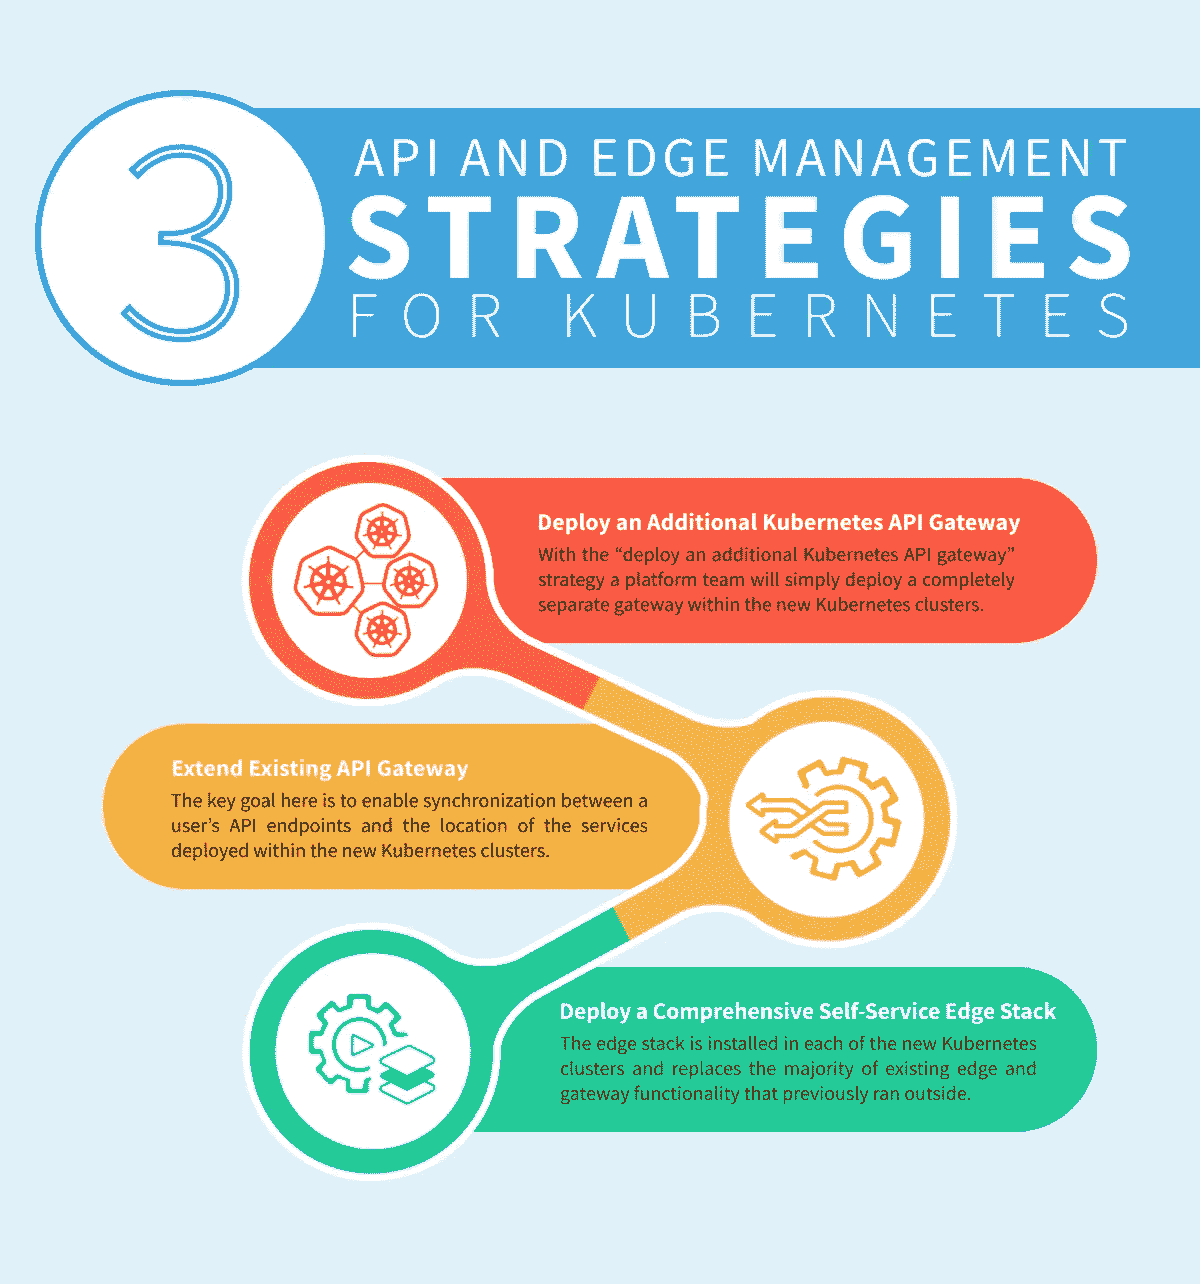 3
API AND EDGE MANAGEMENT
STRATEGIES
FOR KUBERNETES
Deploy an Additional Kubernetes API Gateway
With the “deploy an additional Kubernetes API gateway”
strategy a platform team will simply deploy a completely
separate gateway within the new Kubernetes clusters.
Extend Existing API Gateway
The key goal here is to enable synchronization between a
user’s API endpoints and the location of the services
deployed within the new Kubernetes clusters.
Deploy a Comprehensive Self-Service Edge Stack
The edge stack is installed in each of the new Kubernetes
clusters and replaces the majority of existing edge and
gateway functionality that previously ran outside.